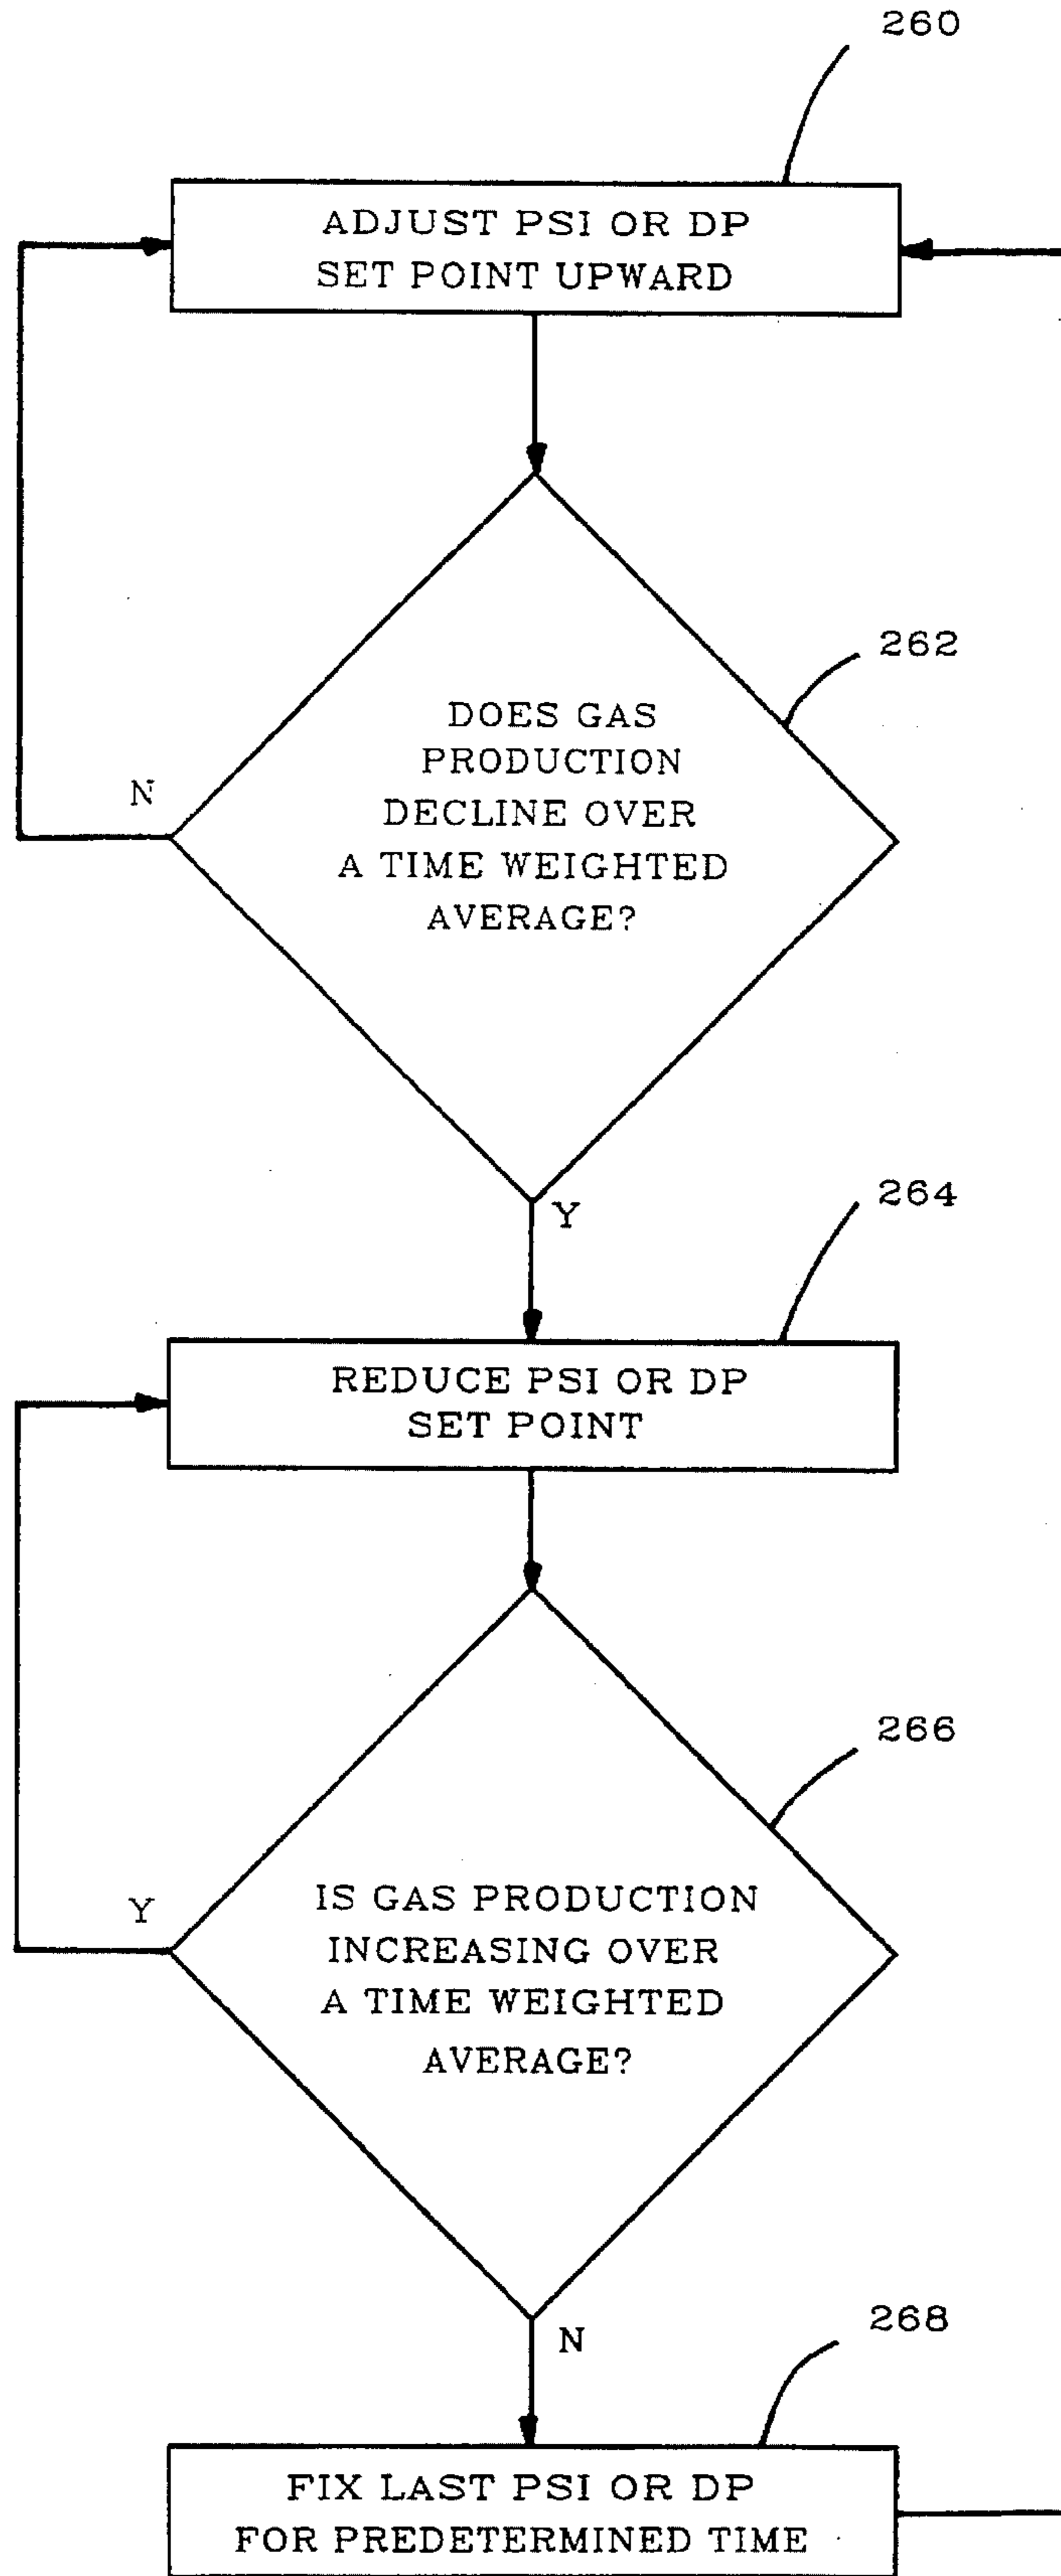 260
ADJUST PSI OR DP
SET POINT UPWARD
262
DOES GAS
PRODUCTION
DECLINE OVER
A TIME WEIGHTED
AVERAGE?
N
Y
264
REDUCE PSI OR DP
SET POINT
266
IS GAS PRODUCTION
INCREASING OVER
A TIME WEIGHTED
AVERAGE?
Y
N
268
FIX LAST PSI OR DP
FOR PREDETERMINED TIME